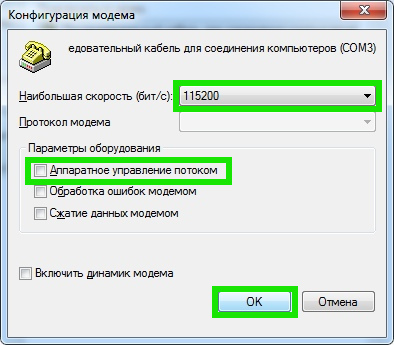 Конфигурация модема
едовательный кабель для соединения компьютеров (COM3)
Наибольшая скорость (бит/с): 115200
Протокол модема
Параметры оборудования
Аппаратное управление потоком
Обработка ошибок модемом
Сжатие данных модемом
Включить динамик модема
OK Отмена